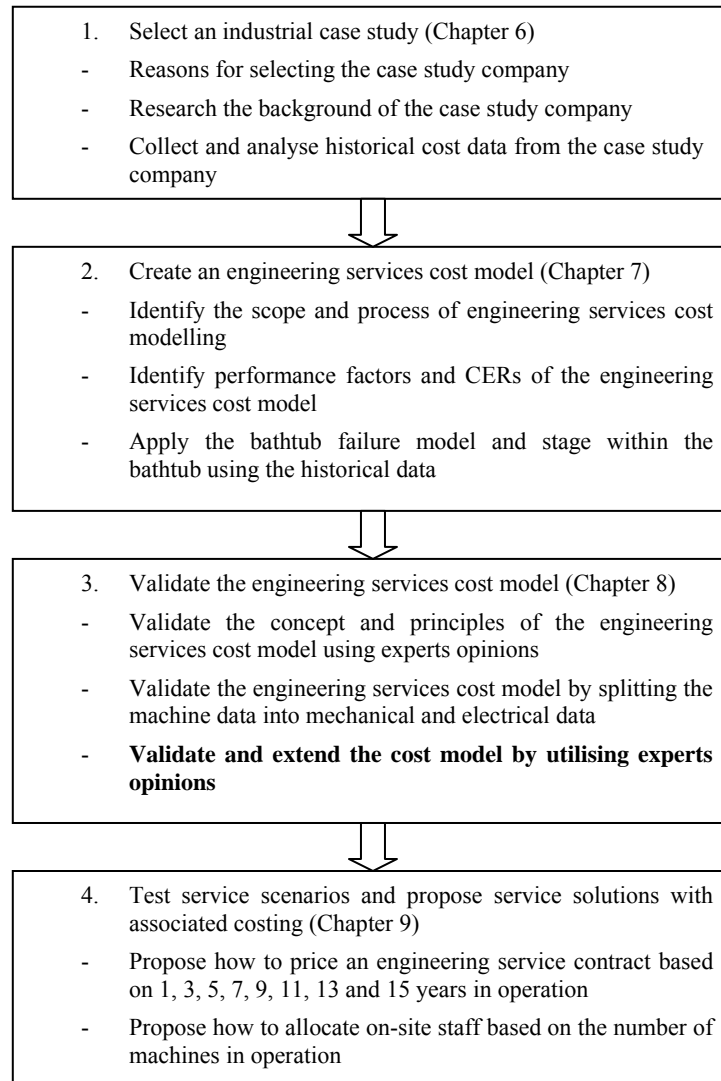 1. Select an industrial case study (Chapter 6)
- Reasons for selecting the case study company
- Research the background of the case study company
- Collect and analyse historical cost data from the case study
company
2. Create an engineering services cost model (Chapter 7)
- Identify the scope and process of engineering services cost
modelling
- Identify performance factors and CERs of the engineering
services cost model
- Apply the bathtub failure model and stage within the
bathtub using the historical data
3. Validate the engineering services cost model (Chapter 8)
- Validate the concept and principles of the engineering
services cost model using experts opinions
- Validate the engineering services cost model by splitting the
machine data into mechanical and electrical data
- Validate and extend the cost model by utilising experts
opinions
4. Test service scenarios and propose service solutions with
associated costing (Chapter 9)
- Propose how to price an engineering service contract based
on 1, 3, 5, 7, 9, 11, 13 and 15 years in operation
- Propose how to allocate on-site staff based on the number of
machines in operation